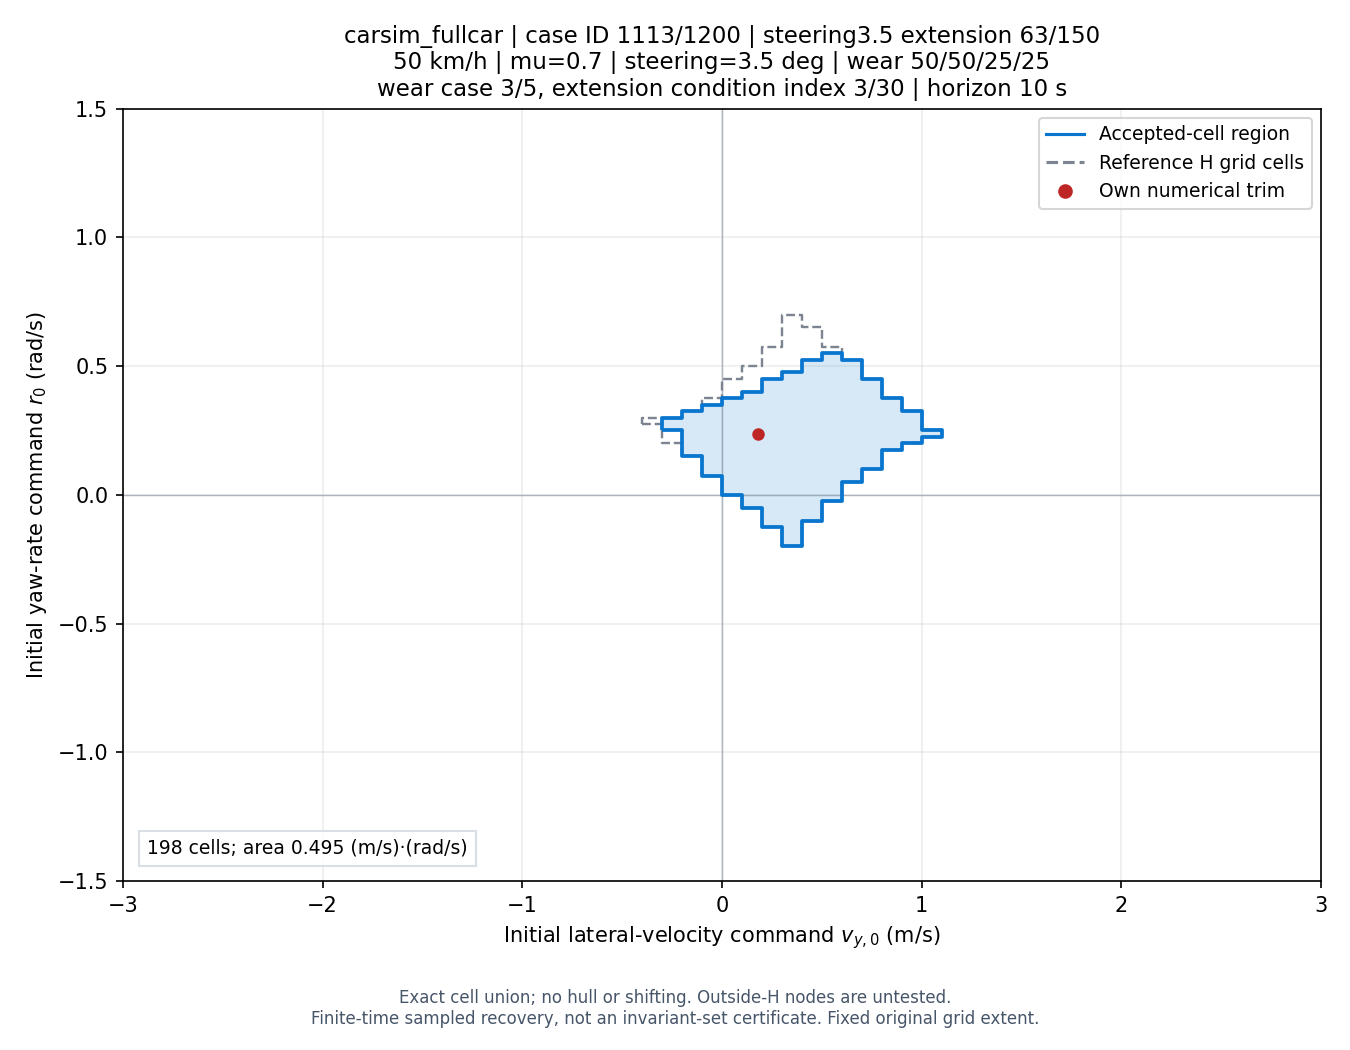 carsim_fullcar | case ID 1113/1200 | steering3.5 extension 63/150
50 km/h | mu=0.7 | steering=3.5 deg | wear 50/50/25/25
wear case 3/5, extension condition index 3/30 | horizon 10 s
Accepted-cell region
Reference H grid cells
Own numerical trim
1.5
1.0
0.5
0.0
−0.5
−1.0
−1.5
Initial yaw-rate command r0 (rad/s)
198 cells; area 0.495 (m/s)·(rad/s)
−3
−2
−1
0
1
2
3
Initial lateral-velocity command vy,0 (m/s)
Exact cell union; no hull or shifting. Outside-H nodes are untested.
Finite-time sampled recovery, not an invariant-set certificate. Fixed original grid extent.